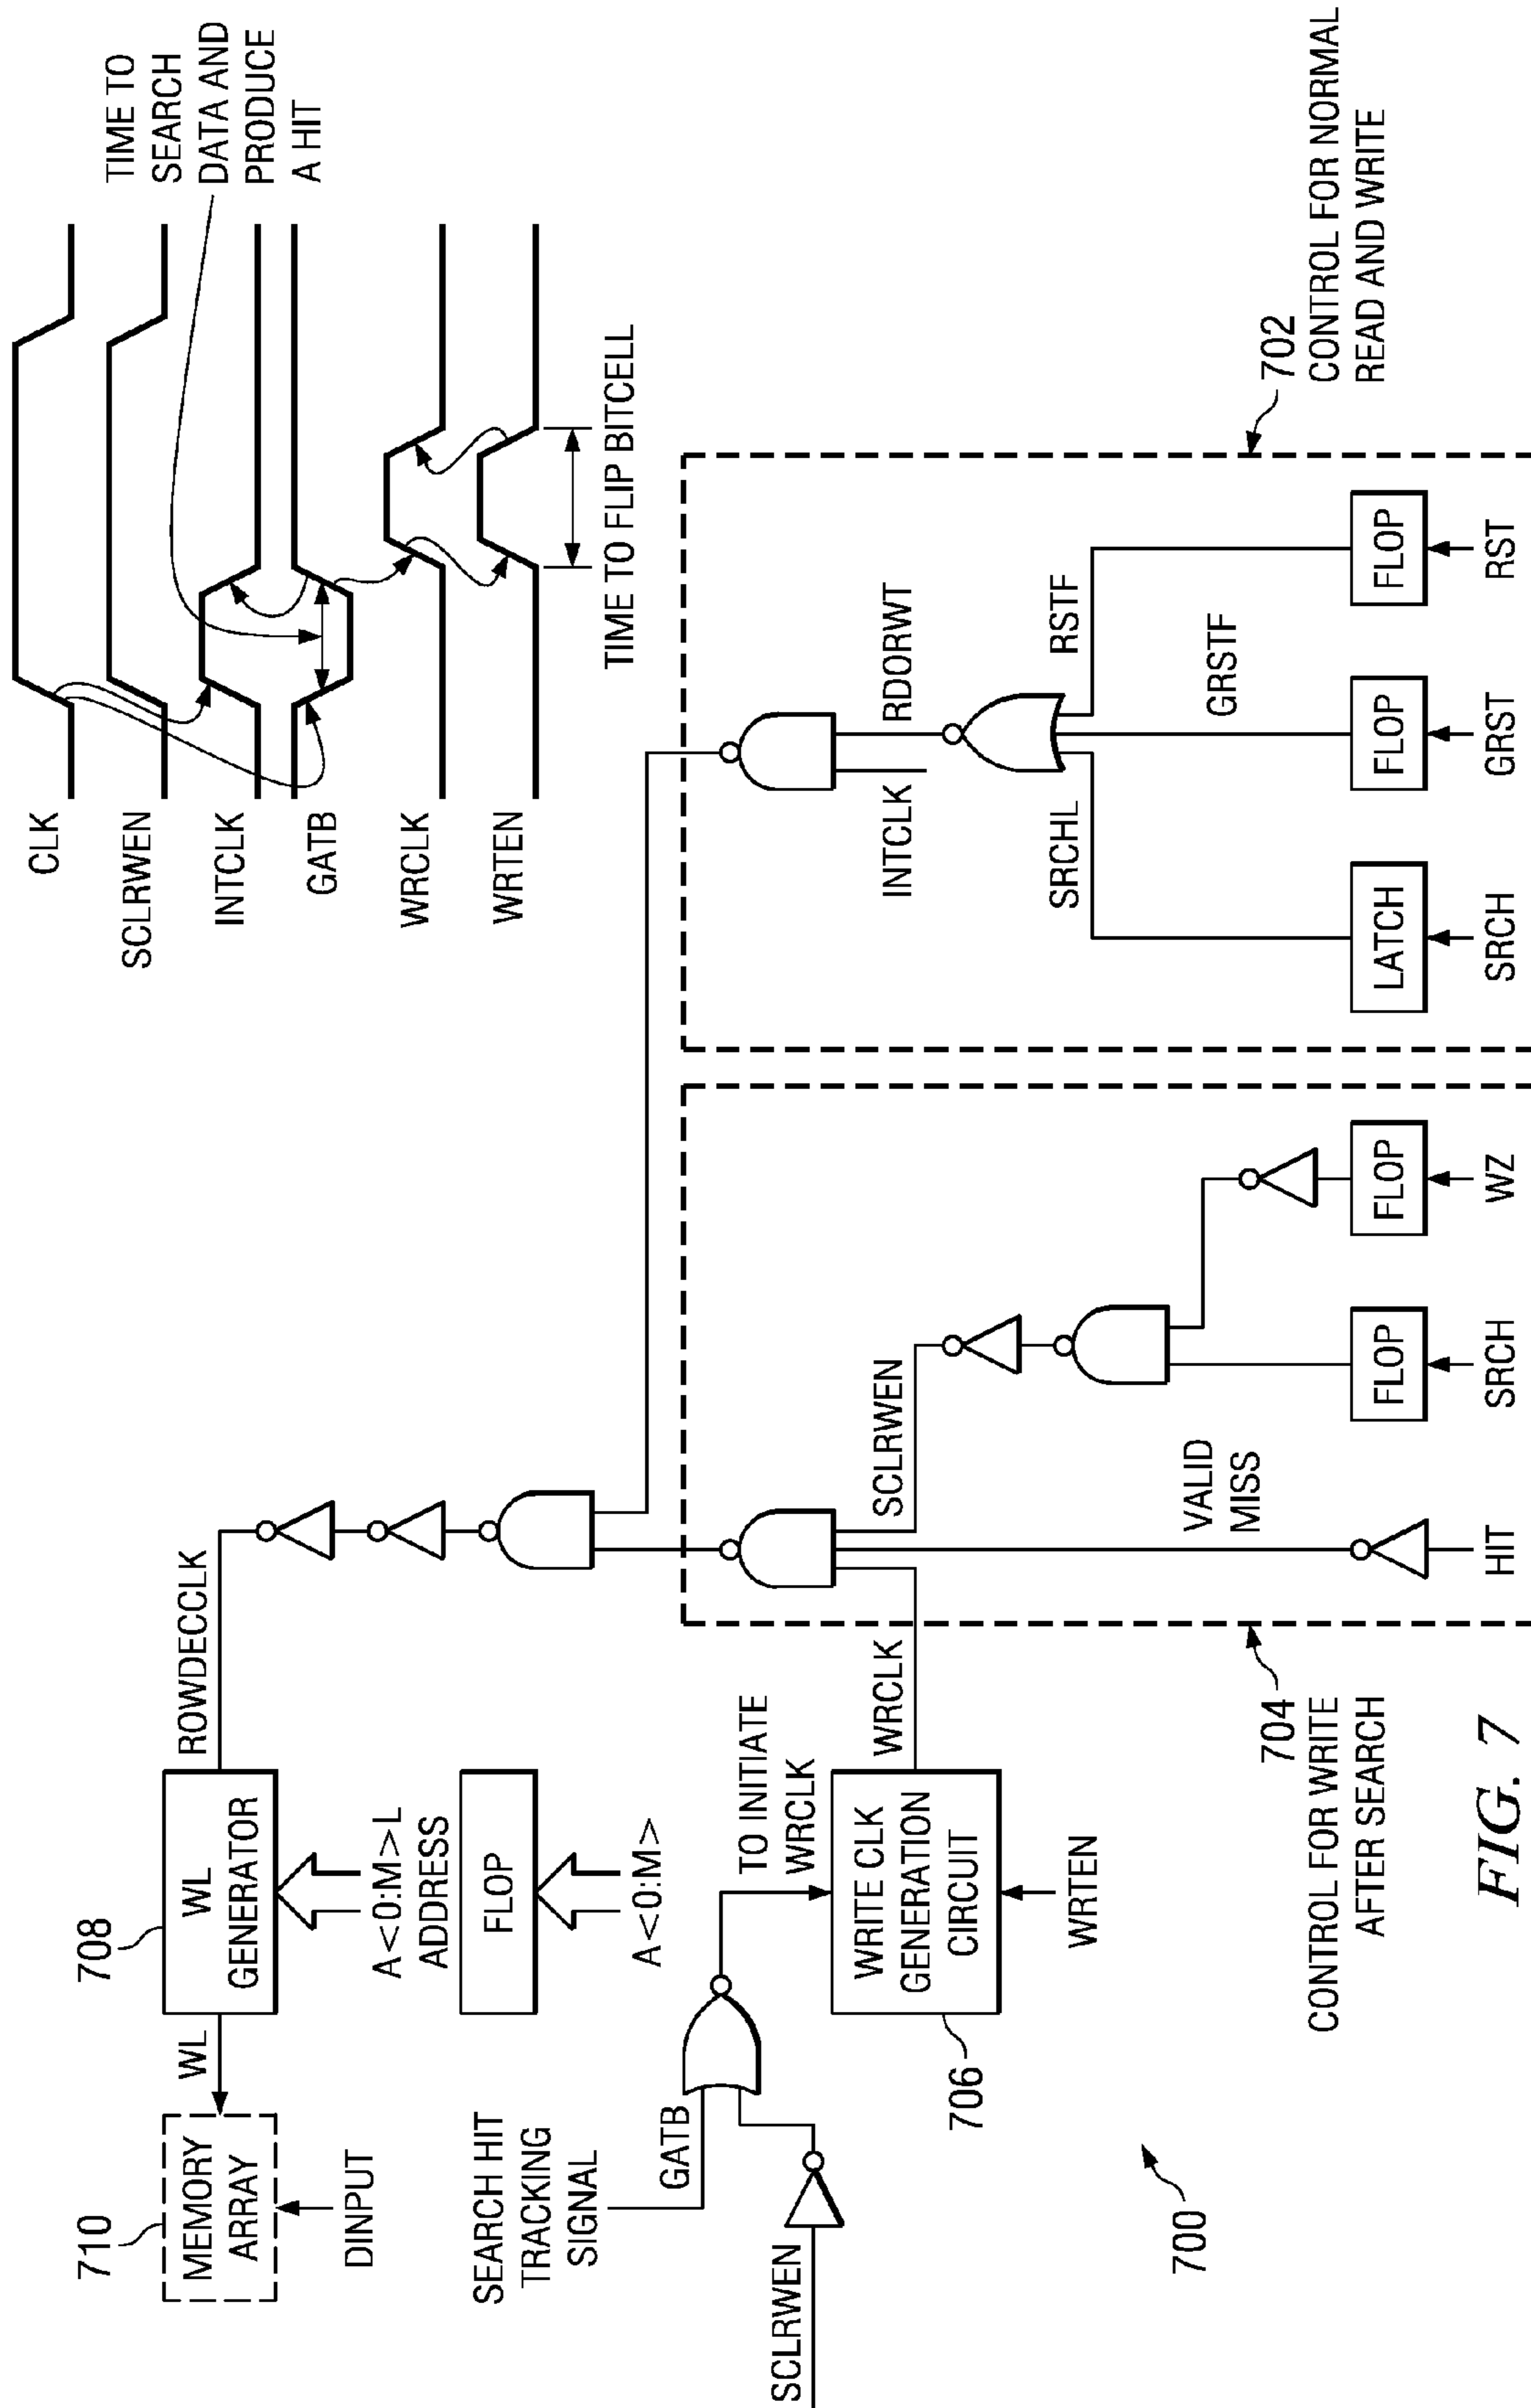 710
MEMORY
ARRAY
DINPUT
WL
708
WL
GENERATOR
ROWDECCLK
A<0:M>L
ADDRESS
FLOP
A<0:M>
SEARCH HIT
TRACKING
SIGNAL
GATB
SCLRWEN
TO INITIATE
WRCLK
WRITE CLK
GENERATION
CIRCUIT
706
WRTEN
WRCLK
700
704
CONTROL FOR WRITE
AFTER SEARCH
SCLRWEN
VALID
MISS
HIT
FLOP
SRCH
FLOP
WZ
INTCLK
RDORWT
SRCHL
GRSTF
RSTF
LATCH
SRCH
FLOP
GRST
FLOP
RST
702
CONTROL FOR NORMAL
READ AND WRITE
CLK
SCLRWEN
INTCLK
GATB
WRCLK
WRTEN
TIME TO
SEARCH
DATA AND
PRODUCE
A HIT
TIME TO FLIP BITCELL
FIG. 7